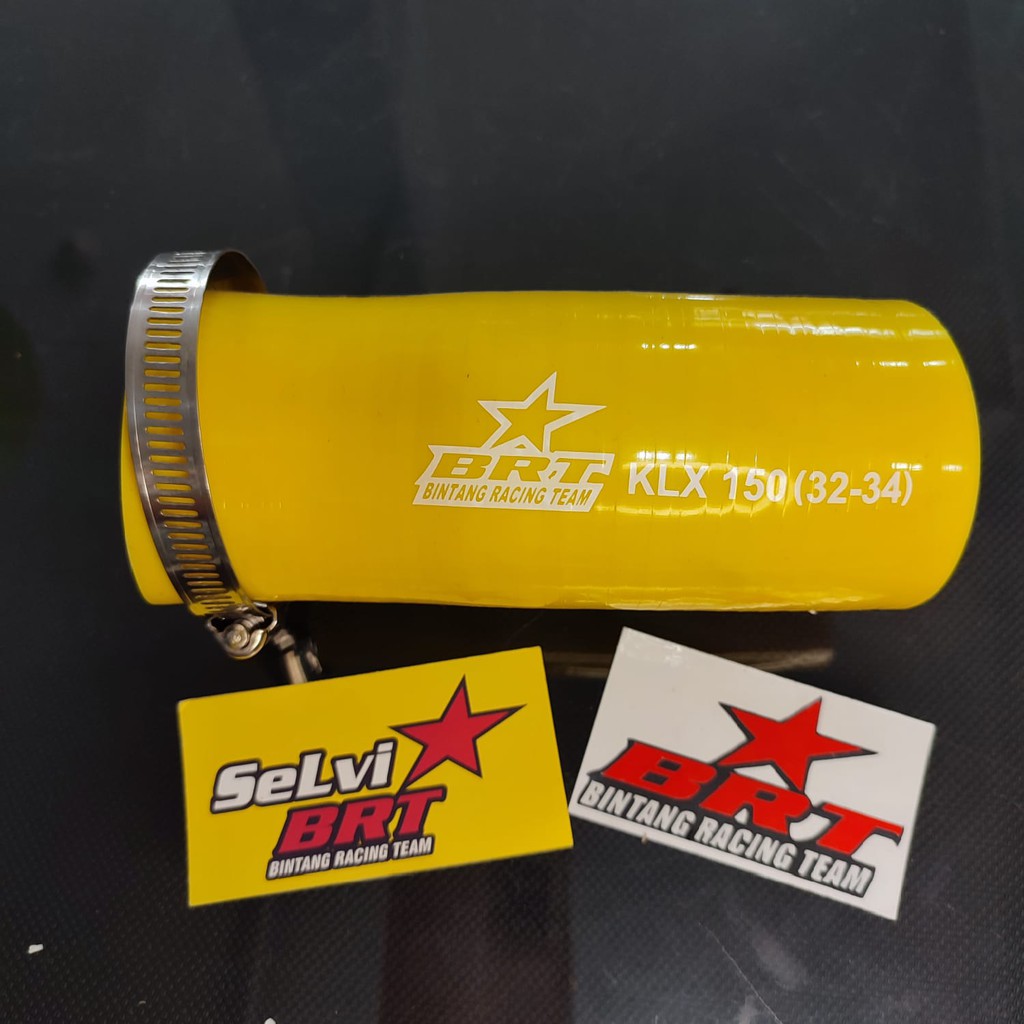 BRT
BINTANG RACING TEAM
KLX 150 (32-34)
SeLvi
BRT
BINTANG RACING TEAM
BRT
BINTANG RACING TEAM